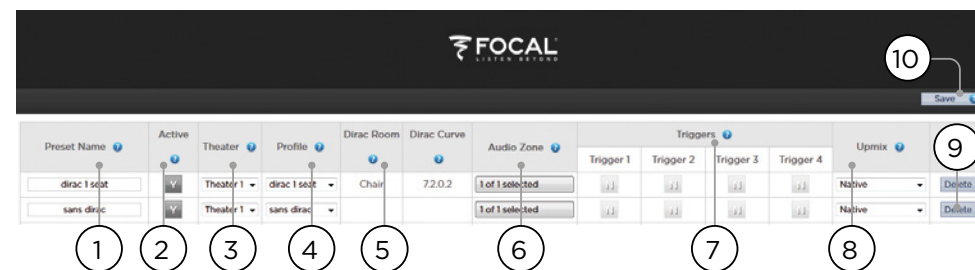 FOCAL
LISTEN BEYOND
10
Save
Preset Name Active Theater Profile Dirac Room Dirac Curve Audio Zone Triggers Upmix 9
Trigger 1 Trigger 2 Trigger 3 Trigger 4
dirac 1 seat Y Theater 1 dirac 1 seat Chair 7.2.0.2 1 of 1 selected Native Delete
sans dirac Y Theater 1 sans dirac 1 of 1 selected Native Delete
1 2 3 4 5 6 7 8